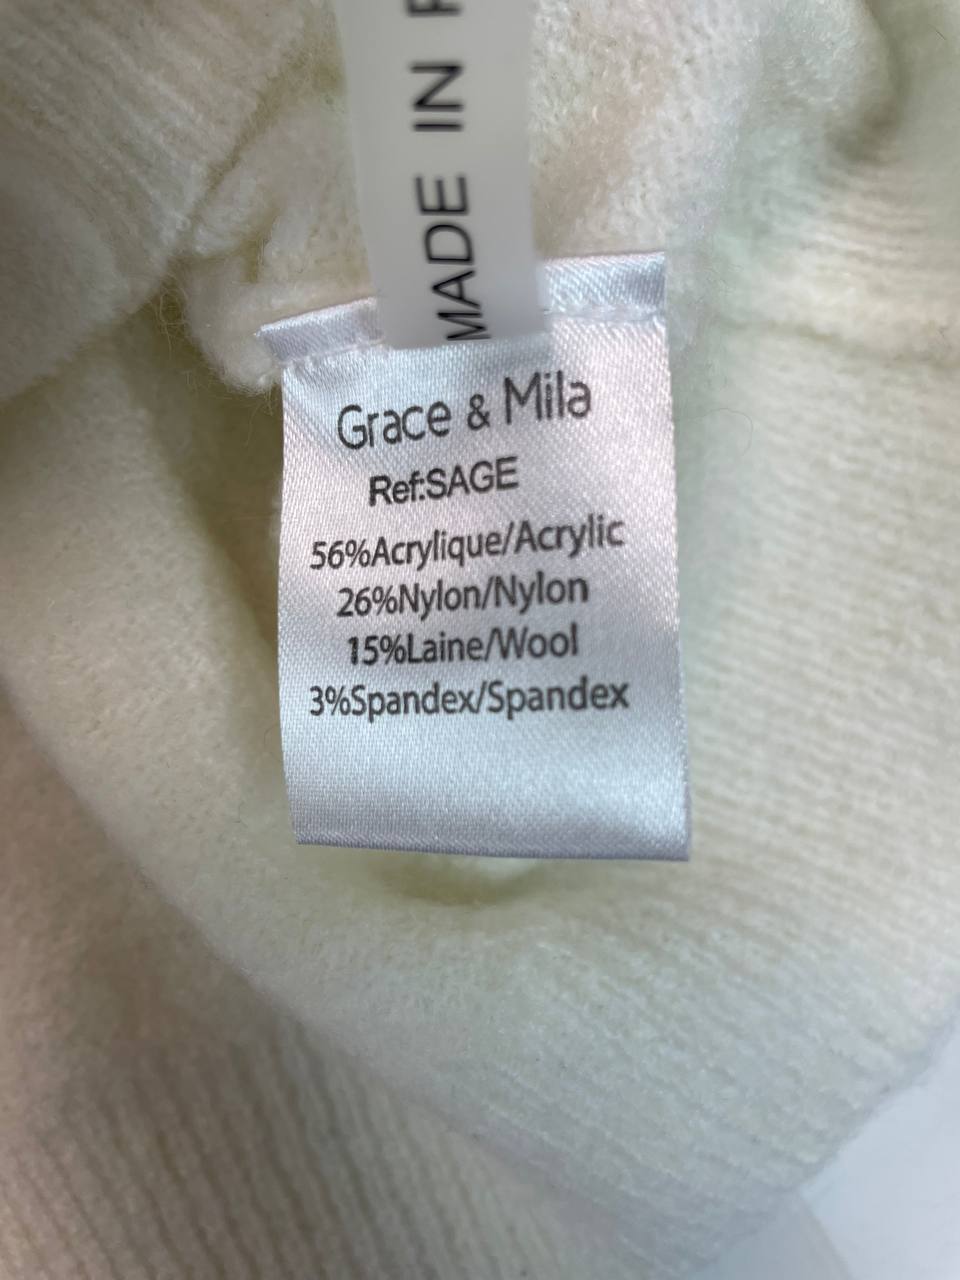 MADE IN
Grace & Mila
Ref:SAGE
56%Acrylique/Acrylic
26%Nylon/Nylon
15%Laine/Wool
3%Spandex/Spandex